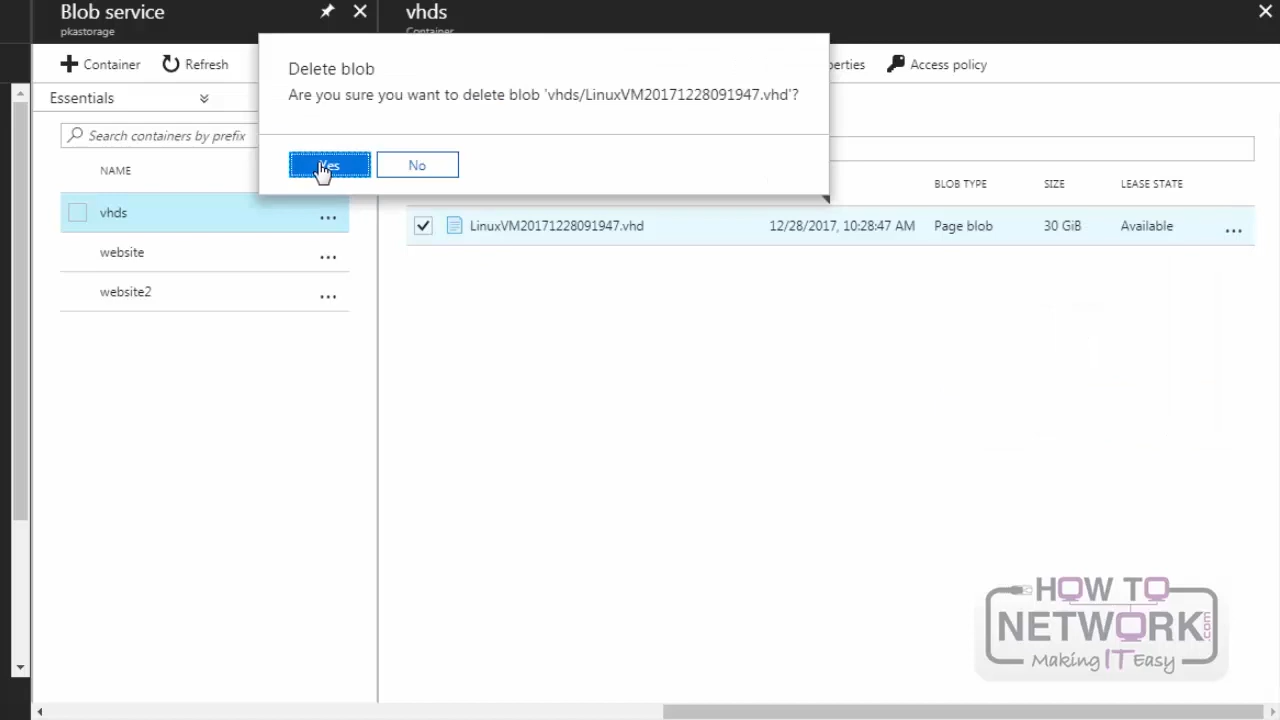 Blob service
pkastorage
vhds
Container
Container
Refresh
Essentials
Search containers by prefix
NAME
vhds
...
website
...
website2
...
Delete blob
Are you sure you want to delete blob 'vhds/LinuxVM20171228091947.vhd'?
Yes
No
Access policy
BLOB TYPE
SIZE
LEASE STATE
LinuxVM20171228091947.vhd
12/28/2017, 10:28:47 AM
Page blob
30 GiB
Available
...
HOW TO
NETWORK.com
Making IT Easy